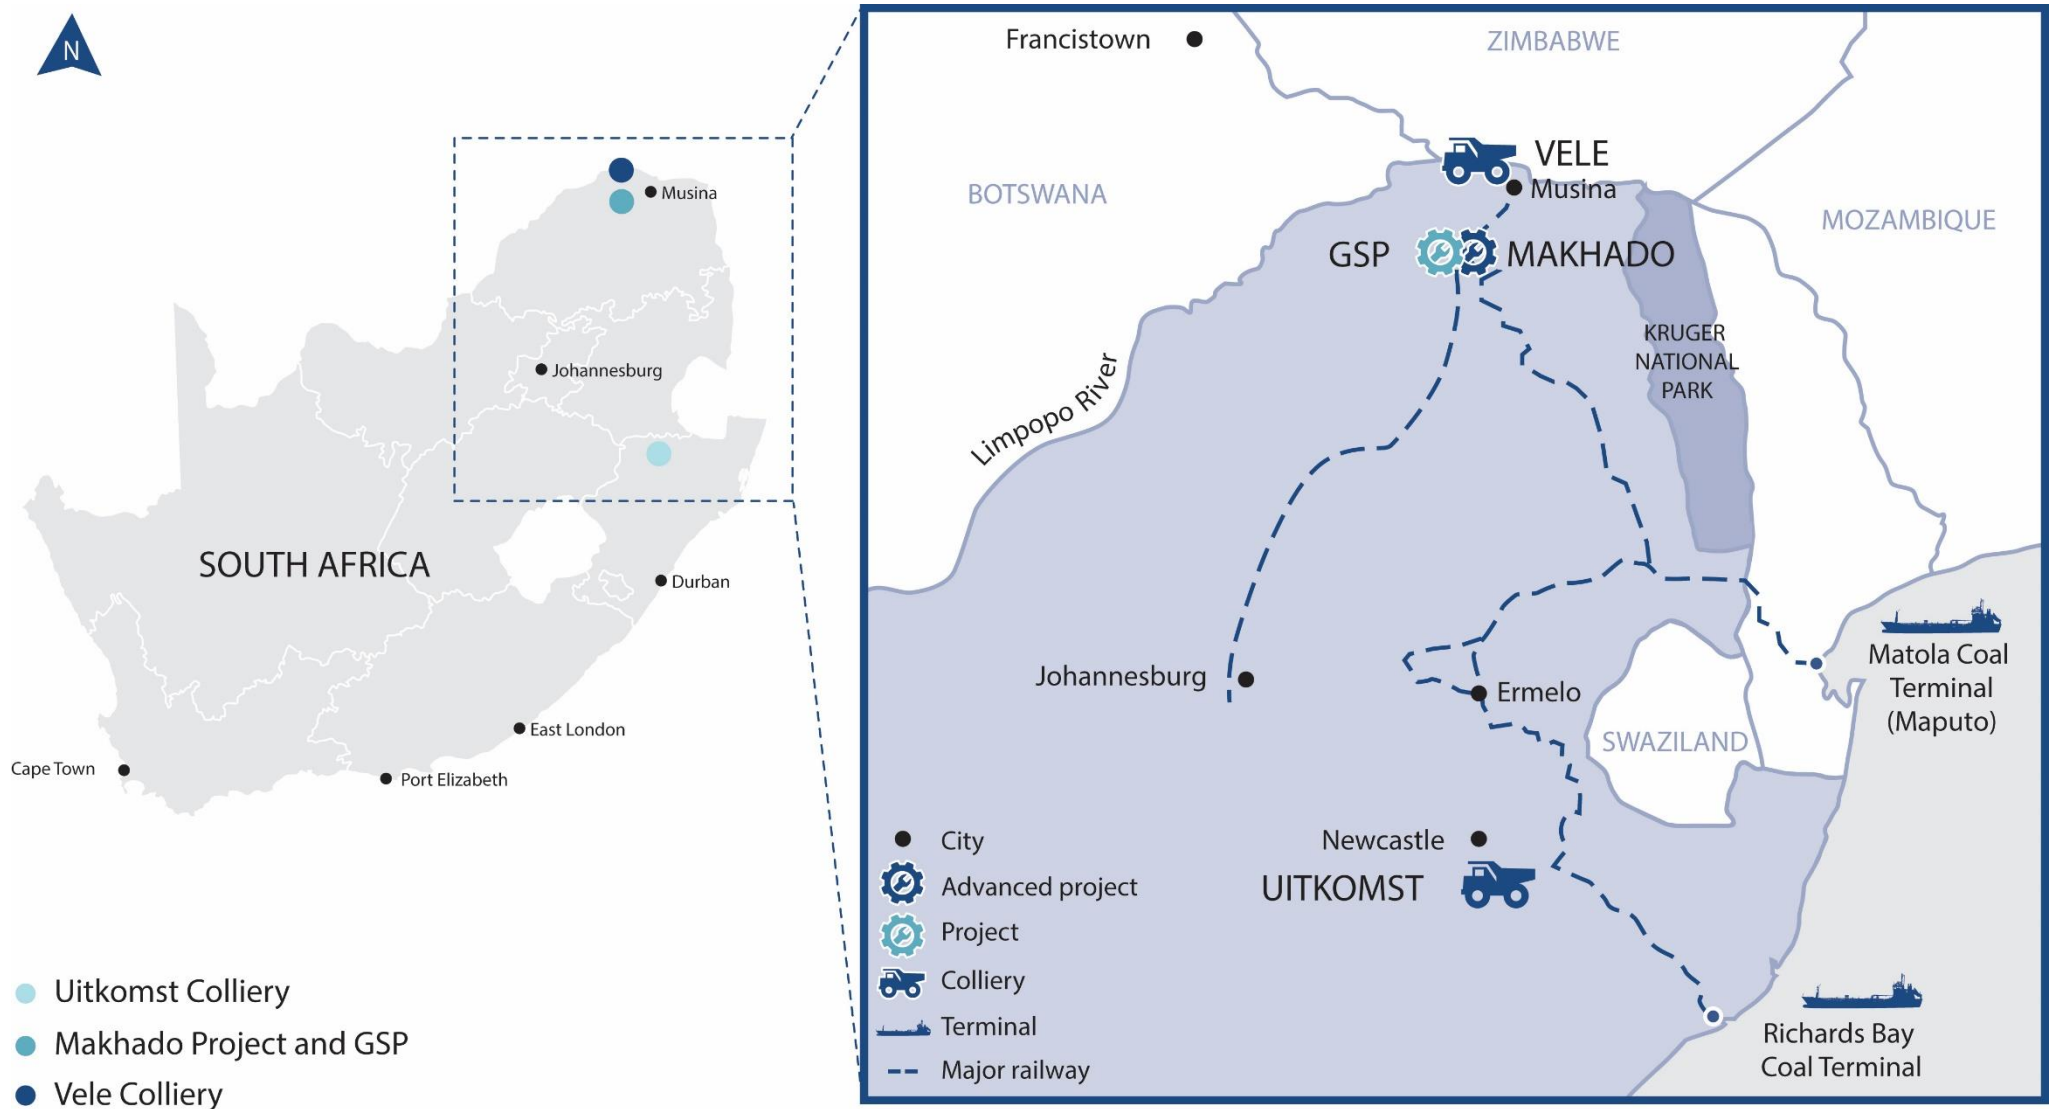 N
Musina
Johannesburg
SOUTH AFRICA
Durban
East London
Cape Town
Port Elizabeth
Uitkomst Colliery
Makhado Project and GSP
Vele Colliery
Francistown
ZIMBABWE
VELE
Musina
BOTSWANA
MOZAMBIQUE
GSP
MAKHADO
KRUGER
NATIONAL
PARK
Limpopo River
Matola Coal
Terminal
(Maputo)
Johannesburg
Ermelo
SWAZILAND
Newcastle
UITKOMST
City
Advanced project
Project
Colliery
Terminal
Major railway
Richards Bay
Coal Terminal